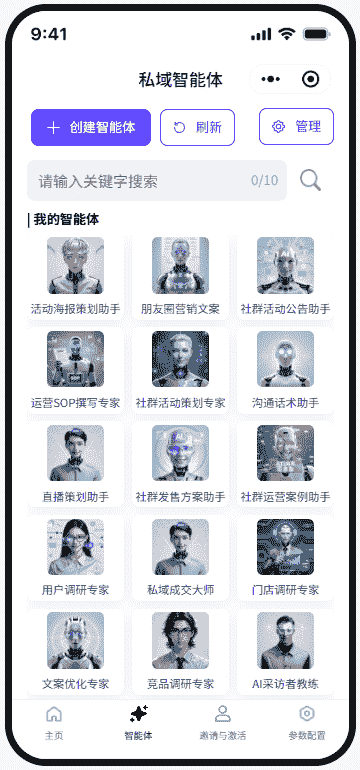 9:41
私域智能体
创建智能体 刷新 管理
请输入关键字搜索 0/10
我的智能体
活动海报策划助手 朋友圈营销文案 社群活动公告助手
运营SOP撰写专家 社群活动策划专家 沟通话术助手
直播策划助手 社群发售方案助手 社群运营案例助手
用户调研专家 私域成交大师 门店调研专家
文案优化专家 竞品调研专家 AI采访者教练
主页 智能体 邀请与激活 参数配置